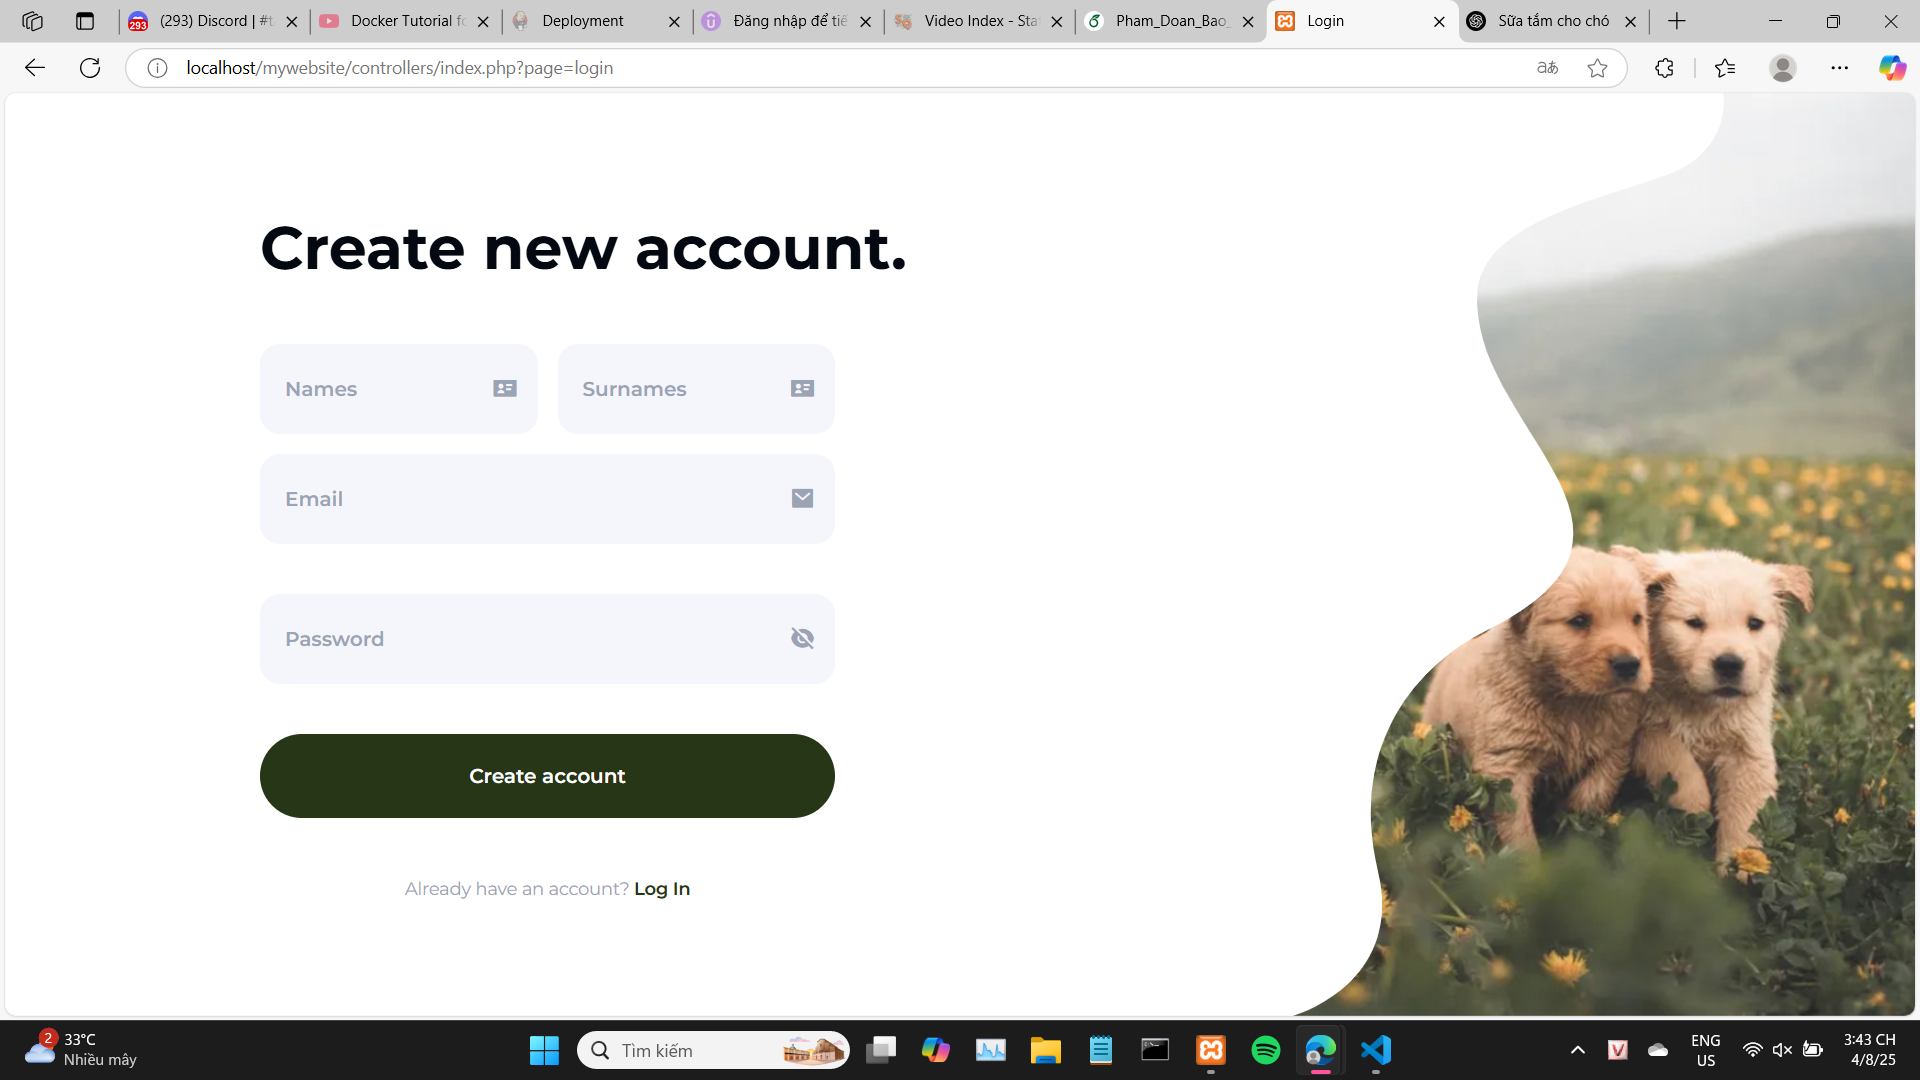 (293) Discord | #t
Docker Tutorial fo
Deployment
Đăng nhập để tiế
Video Index - Sta
Pham_Doan_Bao_
Login
Sữa tắm cho chó
localhost/mywebsite/controllers/index.php?page=login
Create new account.
Names
Surnames
Email
Password
Create account
Already have an account? Log In
2
33°C
Nhiều mây
Tìm kiếm
ENG
US
3:43 CH
4/8/25